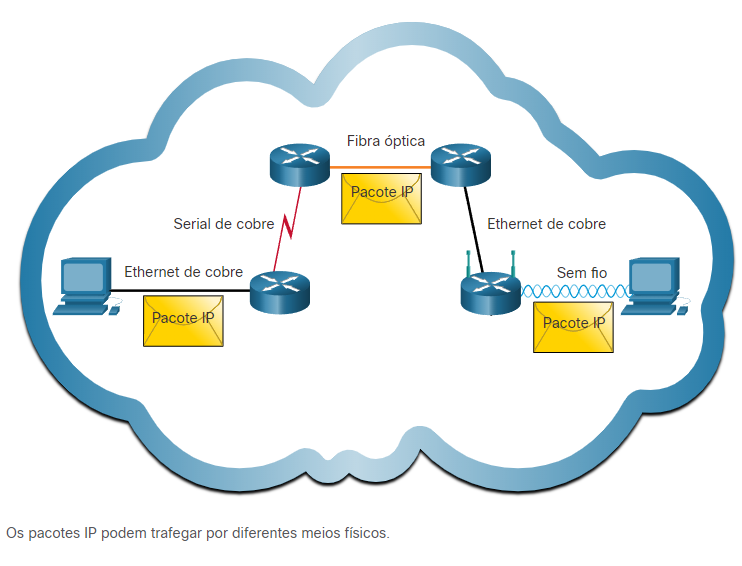 Fibra óptica
Pacote IP
Serial de cobre
Ethernet de cobre
Ethernet de cobre
Sem fio
Pacote IP
Pacote IP
Os pacotes IP podem trafegar por diferentes meios físicos.